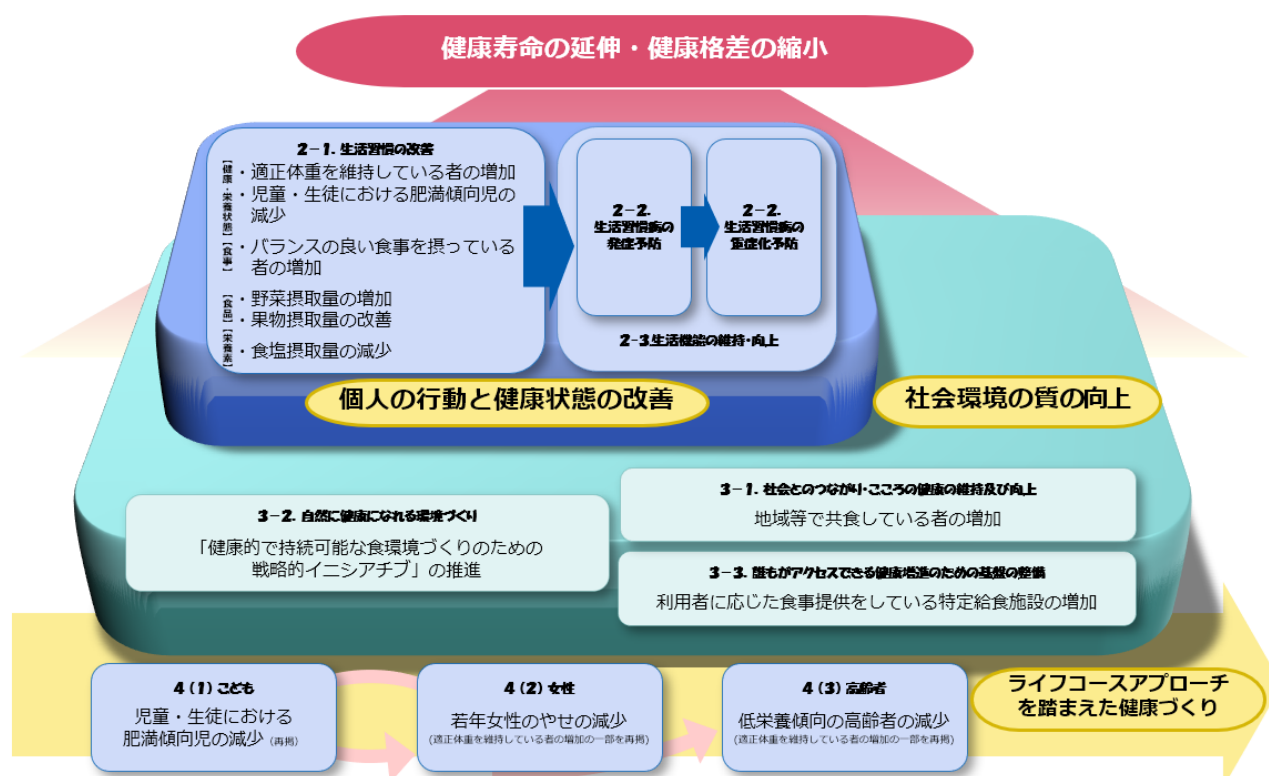 健康寿命の延伸・健康格差の縮小
2-1. 生活習慣の改善
【健康・栄養状態】
・適正体重を維持している者の増加
・児童・生徒における肥満傾向児の
減少
【食事】
・バランスの良い食事を摂っている
者の増加
【食品】
・野菜摂取量の増加
・果物摂取量の改善
【栄養素】
・食塩摂取量の減少
2-2.
生活習慣病の
発症予防
2-2.
生活習慣病の
重症化予防
2-3生活機能の維持・向上
個人の行動と健康状態の改善
社会環境の質の向上
3-2. 自然に健康になれる環境づくり
「健康的で持続可能な食環境づくりのための
戦略的イニシアチブ」の推進
3-1. 社会とのつながり・こころの健康の維持及び向上
地域等で共食している者の増加
3-3. 誰もがアクセスできる健康増進のための基盤の整備
利用者に応じた食事提供をしている特定給食施設の増加
4（1）こども
児童・生徒における
肥満傾向児の減少（再掲）
4（2）女性
若年女性のやせの減少
(適正体重を維持している者の増加の一部を再掲)
4（3）高齢者
低栄養傾向の高齢者の減少
(適正体重を維持している者の増加の一部を再掲)
ライフコースアプローチ
を踏まえた健康づくり